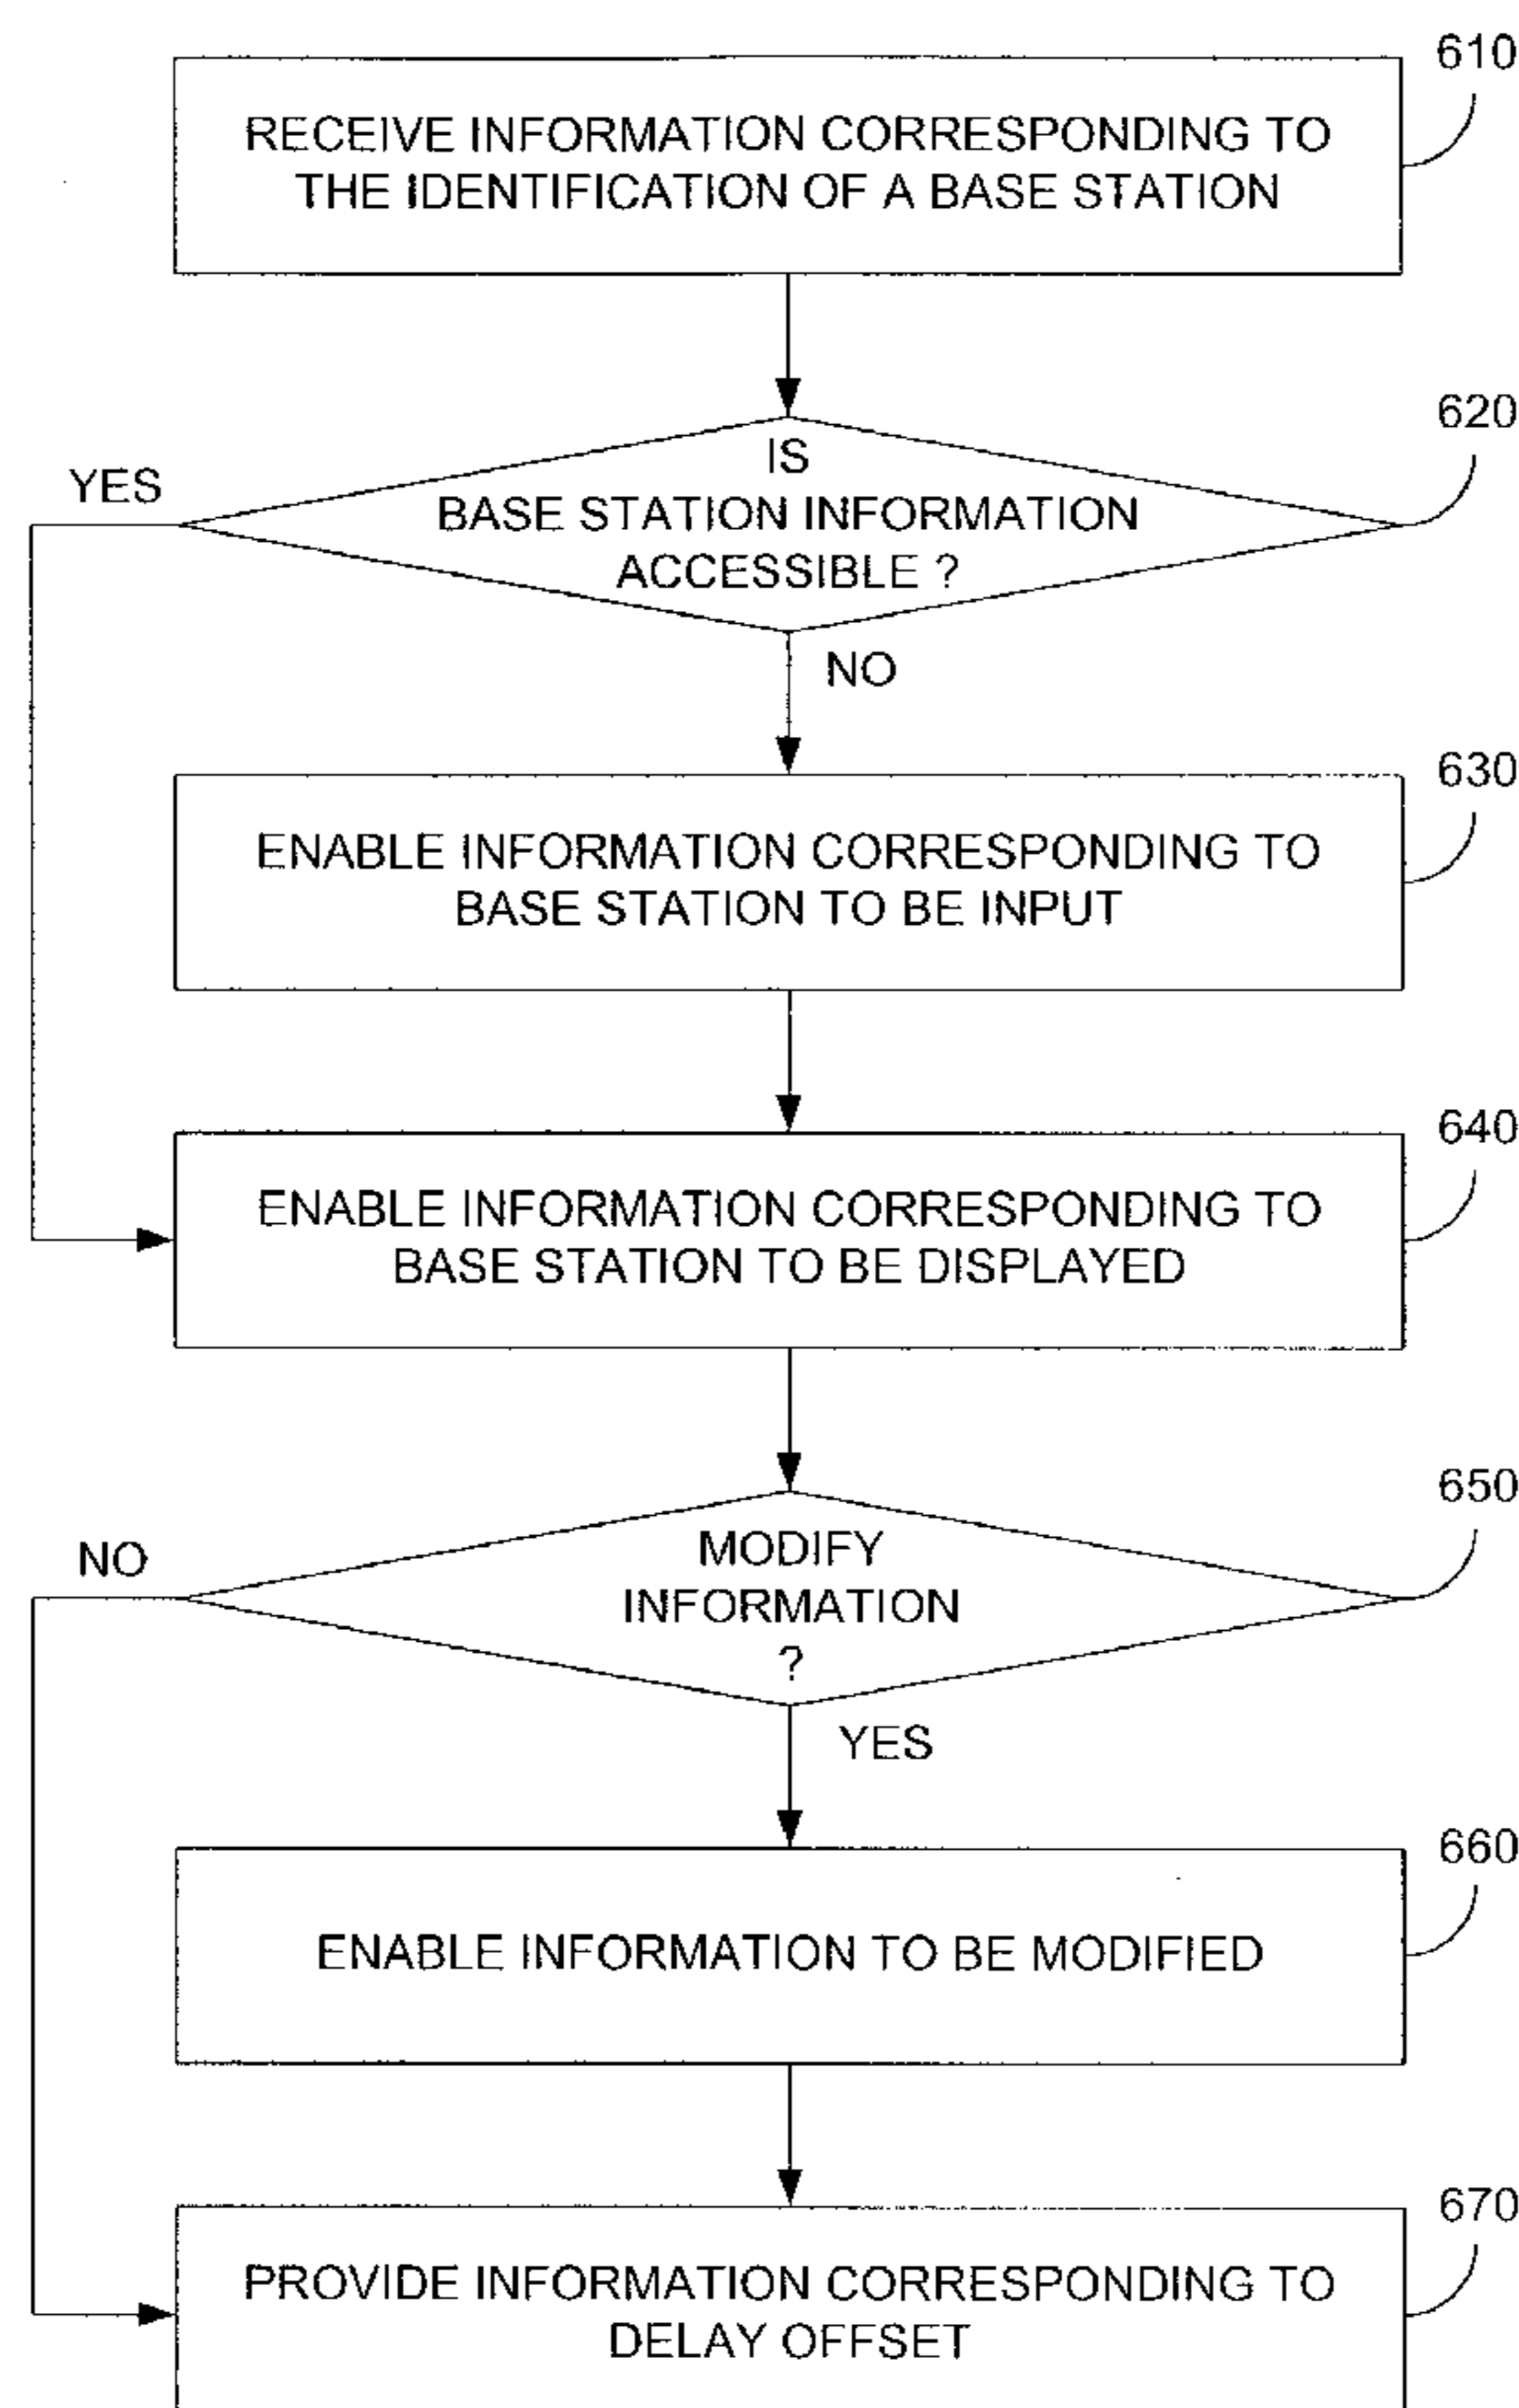 610
RECEIVE INFORMATION CORRESPONDING TO
THE IDENTIFICATION OF A BASE STATION
620
YES
IS
BASE STATION INFORMATION
ACCESSIBLE ?
NO
630
ENABLE INFORMATION CORRESPONDING TO
BASE STATION TO BE INPUT
640
ENABLE INFORMATION CORRESPONDING TO
BASE STATION TO BE DISPLAYED
650
NO
MODIFY
INFORMATION
?
YES
660
ENABLE INFORMATION TO BE MODIFIED
670
PROVIDE INFORMATION CORRESPONDING TO
DELAY OFFSET